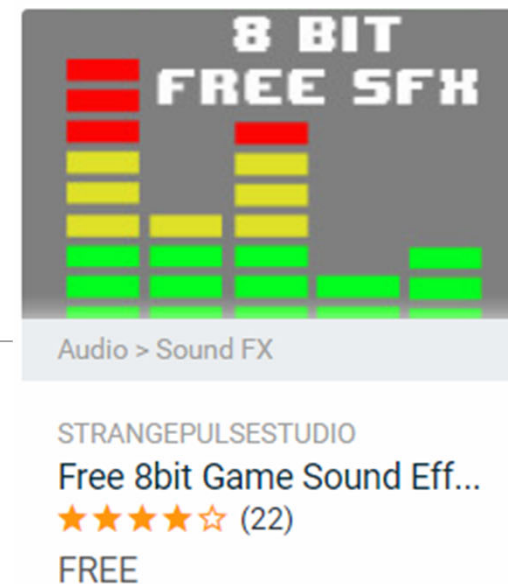 8 BIT
FREE SFX
Audio > Sound FX
STRANGEPULSESTUDIO
Free 8bit Game Sound Eff...
(22)
FREE